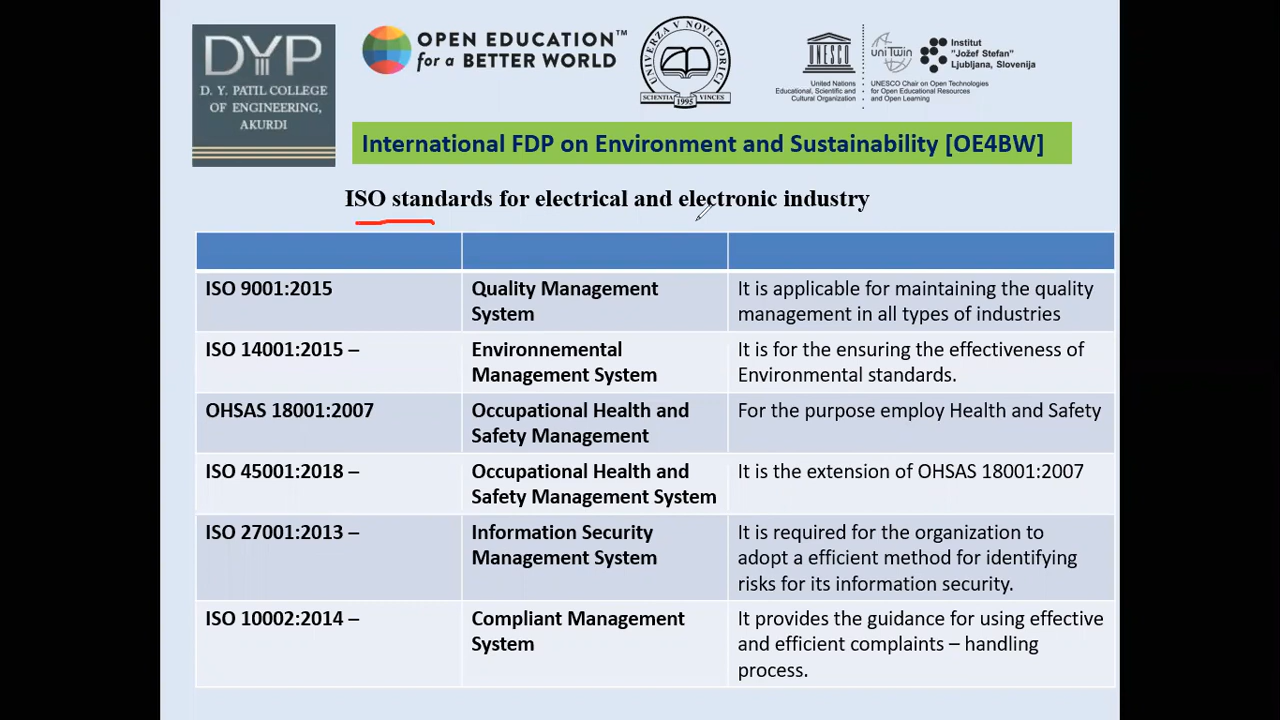 DYP
D. Y. PATIL COLLEGE
OF ENGINEERING,
AKURDI
OPEN EDUCATION™
for a BETTER WORLD
UNIVERZA V NOVI GORICI
SCIENTIA VINCES
1995
UNESCO
United Nations
Educational, Scientific and
Cultural Organization
uniTwin
Institut
"Jožef Stefan"
Ljubljana, Slovenija
UNESCO Chair on Open Technologies
for Open Educational Resources
and Open Learning
International FDP on Environment and Sustainability [OE4BW]
ISO standards for electrical and electronic industry
ISO 9001:2015
Quality Management
System
It is applicable for maintaining the quality
management in all types of industries
ISO 14001:2015 –
Environnemental
Management System
It is for the ensuring the effectiveness of
Environmental standards.
OHSAS 18001:2007
Occupational Health and
Safety Management
For the purpose employ Health and Safety
ISO 45001:2018 –
Occupational Health and
Safety Management System
It is the extension of OHSAS 18001:2007
ISO 27001:2013 –
Information Security
Management System
It is required for the organization to
adopt a efficient method for identifying
risks for its information security.
ISO 10002:2014 –
Compliant Management
System
It provides the guidance for using effective
and efficient complaints – handling
process.